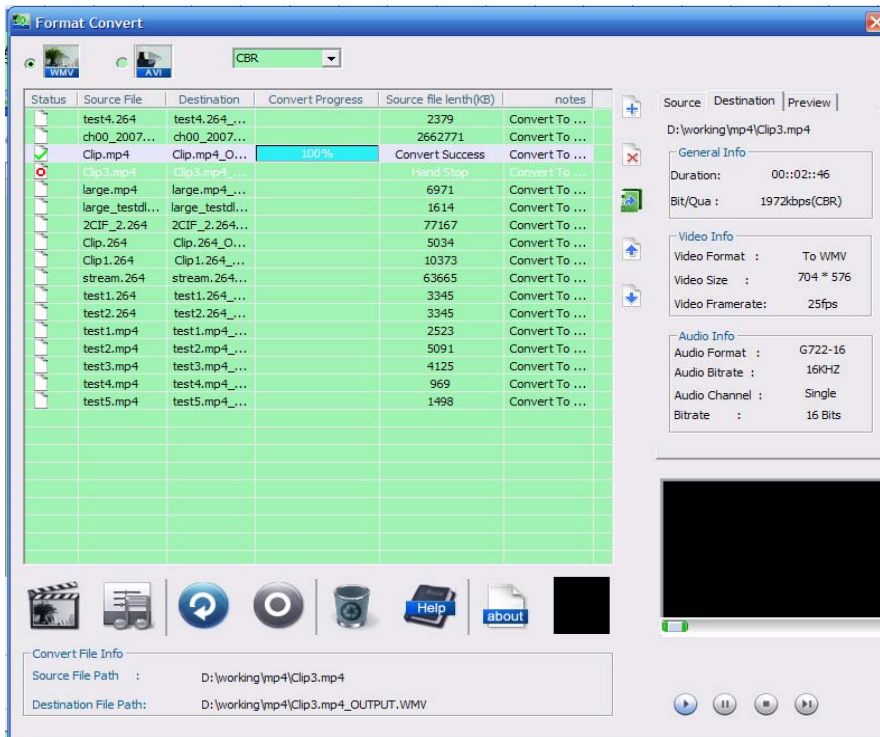 Format Convert
WMV AVI CBR
Status Source File Destination Convert Progress Source file lenth(KB) notes
test4.264 test4.264_... 2379 Convert To ...
ch00_2007... ch00_2007... 2662771 Convert To ...
Clip.mp4 Clip.mp4_O... 100% Convert Success Convert To ...
Clip3.mp4 Clip3.mp4_... Hand Stop Convert To ...
large.mp4 large.mp4_... 6971 Convert To ...
large_testdl... large_testdl... 1614 Convert To ...
2CIF_2.264 2CIF_2.264... 77167 Convert To ...
Clip.264 Clip.264_O... 5034 Convert To ...
Clip1.264 Clip1.264_... 10373 Convert To ...
stream.264 stream.264... 63665 Convert To ...
test1.264 test1.264_... 3345 Convert To ...
test2.264 test2.264_... 3345 Convert To ...
test1.mp4 test1.mp4_... 2523 Convert To ...
test2.mp4 test2.mp4_... 5091 Convert To ...
test3.mp4 test3.mp4_... 4125 Convert To ...
test4.mp4 test4.mp4_... 969 Convert To ...
test5.mp4 test5.mp4_... 1498 Convert To ...
Source Destination Preview
D:\working\mp4\Clip3.mp4
General Info
Duration: 00::02::46
Bit/Qua : 1972kbps(CBR)
Video Info
Video Format : To WMV
Video Size : 704 * 576
Video Framerate: 25fps
Audio Info
Audio Format : G722-16
Audio Bitrate : 16KHZ
Audio Channel : Single
Bitrate : 16 Bits
Help about
Convert File Info
Source File Path : D:\working\mp4\Clip3.mp4
Destination File Path: D:\working\mp4\Clip3.mp4_OUTPUT.WMV